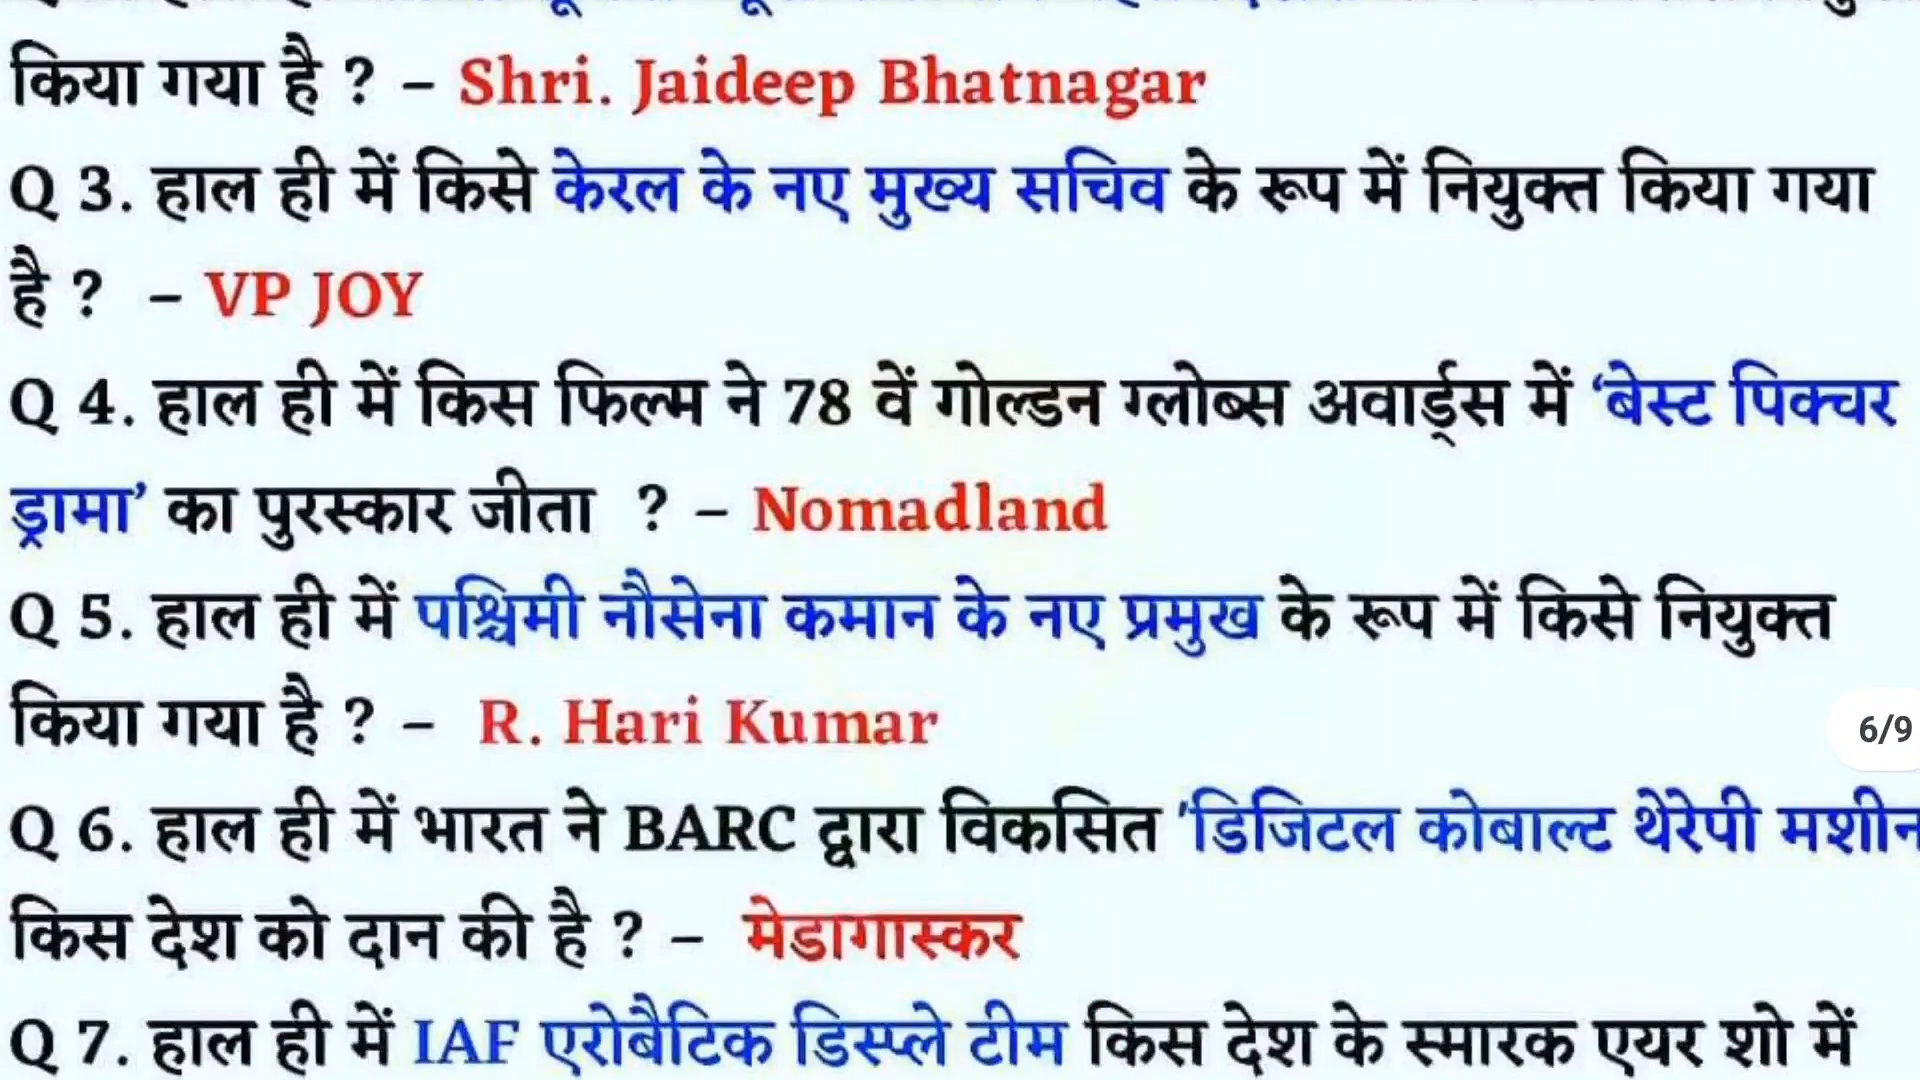 किया गया है ? – Shri. Jaideep Bhatnagar
Q 3. हाल ही में किसे केरल के नए मुख्य सचिव के रूप में नियुक्त किया गया
है ? – VP JOY
Q 4. हाल ही में किस फिल्म ने 78 वें गोल्डन ग्लोब्स अवार्ड्स में ‘बेस्ट पिक्चर
ड्रामा’ का पुरस्कार जीता ? – Nomadland
Q 5. हाल ही में पश्चिमी नौसेना कमान के नए प्रमुख के रूप में किसे नियुक्त
किया गया है ? – R. Hari Kumar
6/9
Q 6. हाल ही में भारत ने BARC द्वारा विकसित 'डिजिटल कोबाल्ट थेरेपी मशीन
किस देश को दान की है ? – मेडागास्कर
Q 7. हाल ही में IAF एरोबैटिक डिस्प्ले टीम किस देश के स्मारक एयर शो में